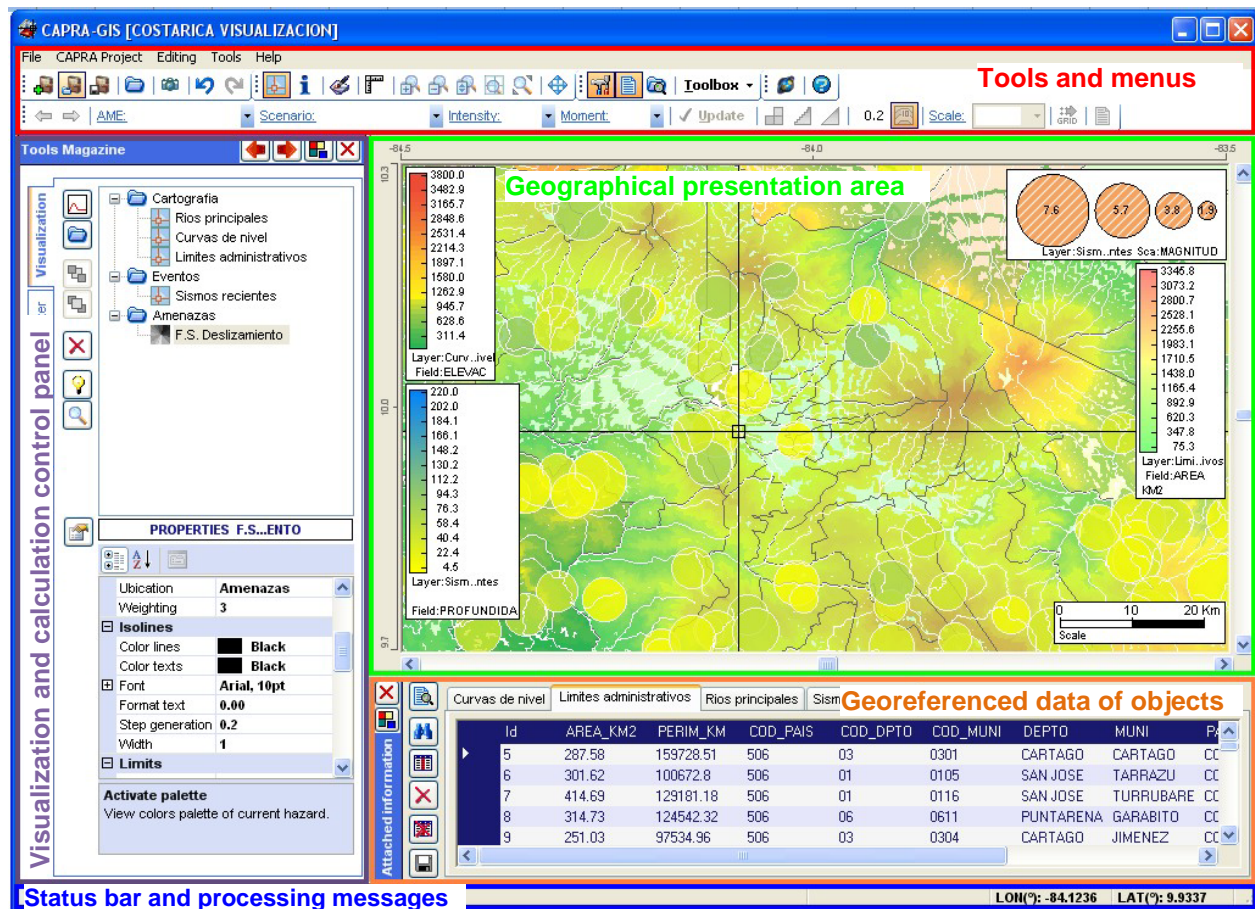 CAPRA-GIS [COSTARICA VISUALIZACION]
File CAPRA Project Editing Tools Help
Toolbox
Tools and menus
AME: Scenario: Intensity: Moment: Update 0.2 Scale: GRID
Tools Magazine
Visualization
er
Visualization and calculation control panel
Cartografia
Rios principales
Curvas de nivel
Limites administrativos
Eventos
Sismos recientes
Amenazas
F.S. Deslizamiento
PROPERTIES F.S...ENTO
Ubication Amenazas
Weighting 3
Isolines
Color lines Black
Color texts Black
Font Arial, 10pt
Format text 0.00
Step generation 0.2
Width 1
Limits
Activate palette
View colors palette of current hazard.
-84.5 -84.0 -83.5
10.3
10.0
9.7
Geographical presentation area
3800.0
3482.9
3165.7
2848.6
2531.4
2214.3
1897.1
1580.0
1262.9
945.7
628.6
311.4
Layer:Curv..ivel
Field:ELEVAC
220.0
202.0
184.1
166.1
148.2
130.2
112.2
94.3
76.3
58.4
40.4
22.4
4.5
Layer:Sism..ntes
Field:PROFUNDIDA
7.6 5.7 3.8 1.9
Layer:Sism..ntes Sca:MAGNITUD
3345.8
3073.2
2800.7
2528.1
2255.6
1983.1
1710.5
1438.0
1165.4
892.9
620.3
347.8
75.3
Layer:Limi..ivos
Field:AREA
KM2
0 10 20 Km
Scale
Attached information
Curvas de nivel Limites administrativos Rios principales Sism
Georeferenced data of objects
Id AREA_KM2 PERIM_KM COD_PAIS COD_DPTO COD_MUNI DEPTO MUNI PA
5 287.58 159728.51 506 03 0301 CARTAGO CARTAGO CC
6 301.62 100672.8 506 01 0105 SAN JOSE TARRAZU CC
7 414.69 129181.18 506 01 0116 SAN JOSE TURRUBARE CC
8 314.73 124542.32 506 06 0611 PUNTARENA GARABITO CC
9 251.03 97534.96 506 03 0304 CARTAGO JIMENEZ CC
Status bar and processing messages
LON(º): -84.1236 LAT(º): 9.9337